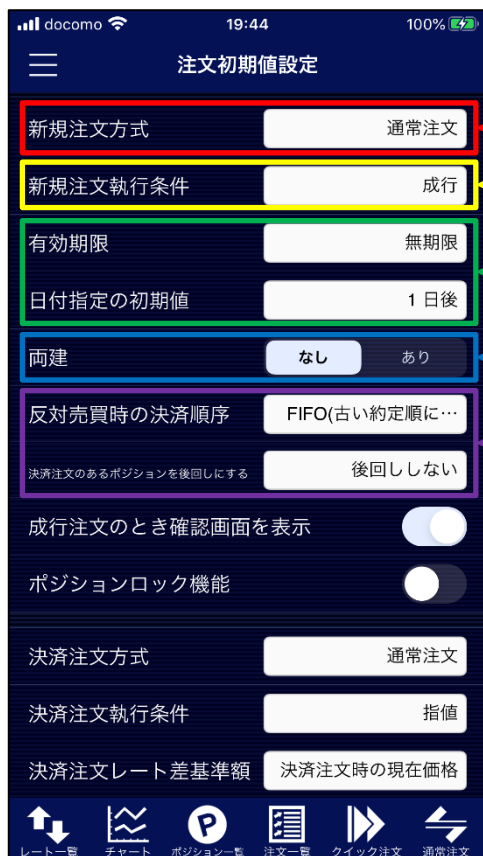 docomo 19:44 100%
注文初期値設定
新規注文方式 通常注文
新規注文執行条件 成行
有効期限 無期限
日付指定の初期値 1 日後
両建 なし あり
反対売買時の決済順序 FIFO(古い約定順に…
決済注文のあるポジションを後回しにする 後回ししない
成行注文のとき確認画面を表示
ポジションロック機能
決済注文方式 通常注文
決済注文執行条件 指値
決済注文レート差基準額 決済注文時の現在価格
P
レート一覧 チャート ポジション一覧 注文一覧 クイック注文 通常注文